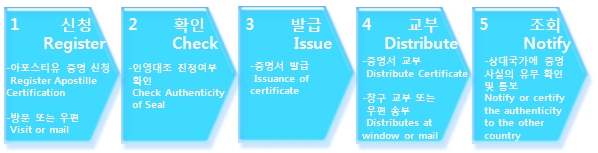 1 신청
Register
-아포스티유 증명 신청
Register Apostille
Certification
-방문 또는 우편
Visit or mail
2 확인
Check
-인영대조 진정여부
확인
Check Authenticity
of Seal
3 발급
Issue
-증명서 발급
Issuance of
certificate
4 교부
Distribute
-증명서 교부
Distribute Certificate
-창구 교부 또는
우편 송부
Distributes at
window or mail
5 조회
Notify
-상대국가에 증명
사실의 유무 확인
및 통보
Notify or certify
the authenticity
to the other
country